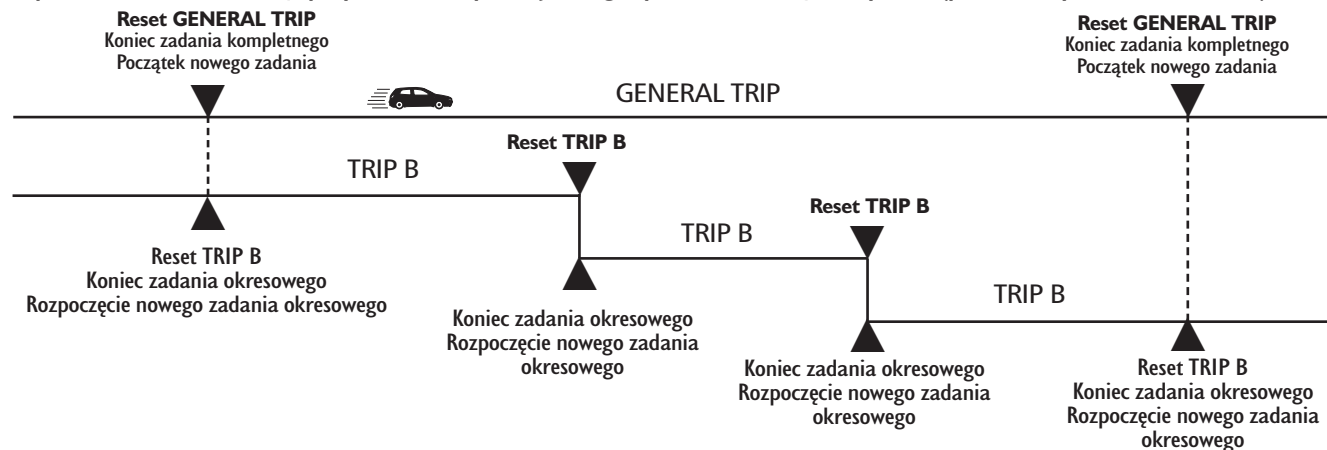 Reset GENERAL TRIP
Koniec zadania kompletnego
Początek nowego zadania
Reset GENERAL TRIP
Koniec zadania kompletnego
Początek nowego zadania
GENERAL TRIP
Reset TRIP B
TRIP B
Reset TRIP B
TRIP B
Reset TRIP B
Koniec zadania okresowego
Rozpoczęcie nowego zadania okresowego
TRIP B
Koniec zadania okresowego
Rozpoczęcie nowego zadania
okresowego
Koniec zadania okresowego
Rozpoczęcie nowego zadania
okresowego
Reset TRIP B
Koniec zadania okresowego
Rozpoczęcie nowego zadania
okresowego